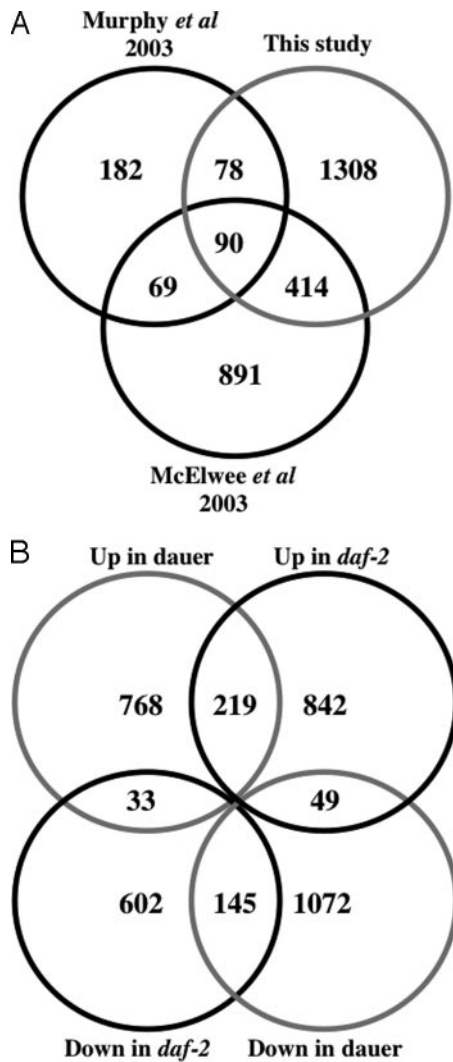 A
Murphy et al
2003
This study
182
78
1308
90
69
414
891
McElwee et al
2003
B
Up in dauer
Up in daf-2
768
219
842
33
49
602
145
1072
Down in daf-2
Down in dauer